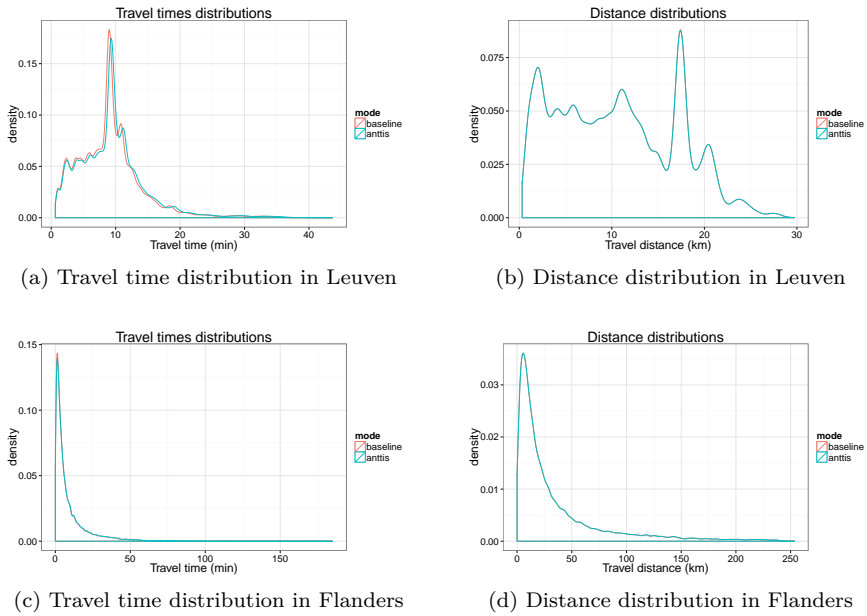 Travel times distributions
0.15
0.10
0.05
0.00
density
0 10 20 30 40
Travel time (min)
mode
baseline
anttis
(a) Travel time distribution in Leuven
Distance distributions
0.075
0.050
0.025
0.000
density
0 10 20 30
Travel distance (km)
mode
baseline
anttis
(b) Distance distribution in Leuven
Travel times distributions
0.15
0.10
0.05
0.00
density
0 50 100 150
Travel time (min)
mode
baseline
anttis
(c) Travel time distribution in Flanders
Distance distributions
0.03
0.02
0.01
0.00
density
0 50 100 150 200 250
Travel distance (km)
mode
baseline
anttis
(d) Distance distribution in Flanders